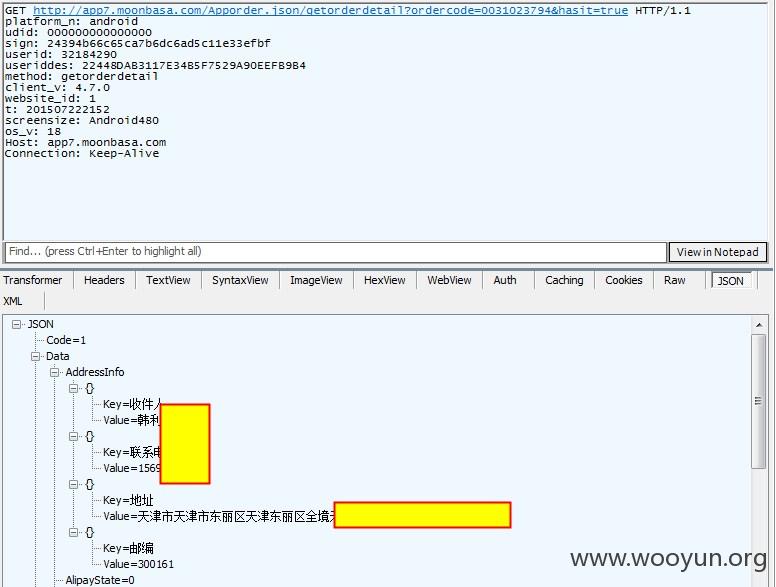 GET http://app7.moonbasa.com/Apporder.json/getorderdetail?ordercode=0031023794&hasit=true HTTP/1.1
platform_n: android
udid: 000000000000000
sign: 24394b66c65ca7b6dc6ad5c11e33efbf
userid: 32184290
useriddes: 22448DAB3117E34B5F7529A90EEFB9B4
method: getorderdetail
client_v: 4.7.0
website_id: 1
t: 201507222152
screensize: Android480
os_v: 18
Host: app7.moonbasa.com
Connection: Keep-Alive
Find... (press Ctrl+Enter to highlight all) View in Notepad
Transformer Headers TextView SyntaxView ImageView HexView WebView Auth Caching Cookies Raw JSON
XML
JSON
Code=1
Data
AddressInfo
{}
Key=收件人
Value=韩利
{}
Key=联系电
Value=1569
{}
Key=地址
Value=天津市天津市东丽区天津东丽区全境
{}
Key=邮编
Value=300161
AlipayState=0
www.wooyun.org